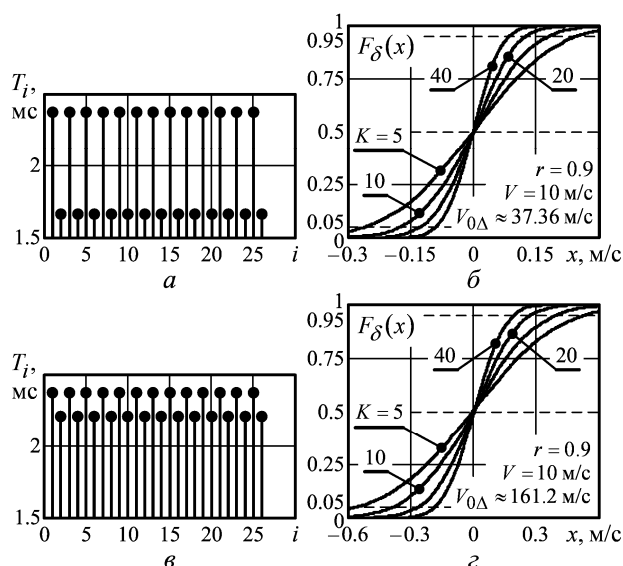 T_i,
мс
2
1.5
0 5 10 15 20 25 i
а
1
0.95
0.75
0.5
0.25
0.05
0
F_δ(x)
40
20
K = 5
10
r = 0.9
V = 10 м/с
V_0Δ ≈ 37.36 м/с
−0.3 −0.15 0 0.15 x, м/с
б
T_i,
мс
2
1.5
0 5 10 15 20 25 i
в
1
0.95
0.75
0.5
0.25
0.05
0
F_δ(x)
40
20
K = 5
10
r = 0.9
V = 10 м/с
V_0Δ ≈ 161.2 м/с
−0.6 −0.3 0 0.3 x, м/с
г